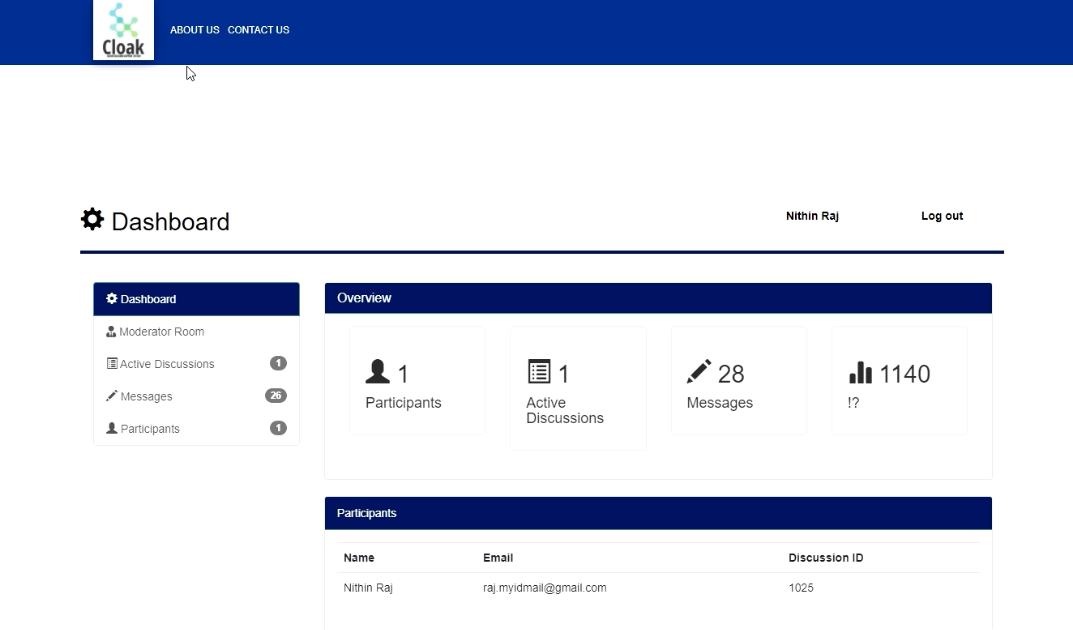 Cloak
ABOUT US CONTACT US
Dashboard
Nithin Raj
Log out
Dashboard
Moderator Room
Active Discussions 1
Messages 26
Participants 1
Overview
1
Participants
1
Active
Discussions
28
Messages
1140
!?
Participants
Name Email Discussion ID
Nithin Raj raj.myidmail@gmail.com 1025